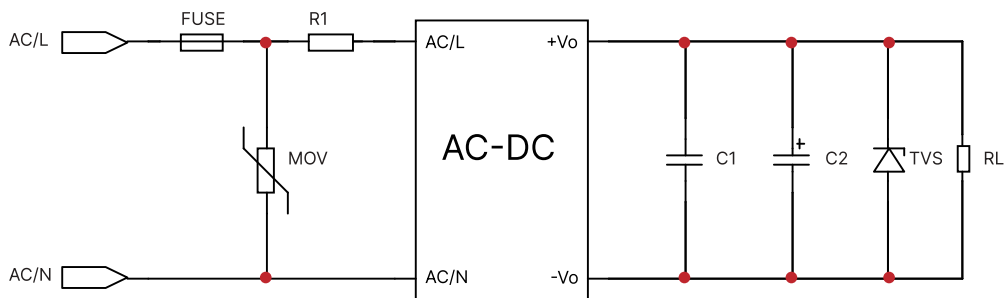 FUSE
R1
AC/L
AC/L
+Vo
AC-DC
MOV
C1
+
C2
TVS
RL
AC/N
AC/N
-Vo